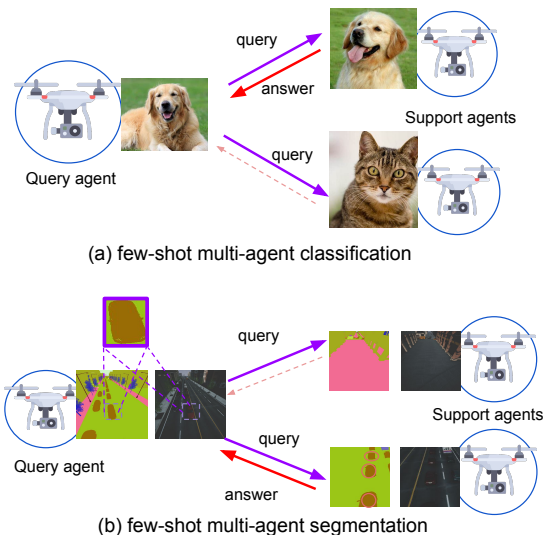 query
answer
Support agents
query
Query agent
(a) few-shot multi-agent classification
query
Support agents
query
Query agent
answer
(b) few-shot multi-agent segmentation